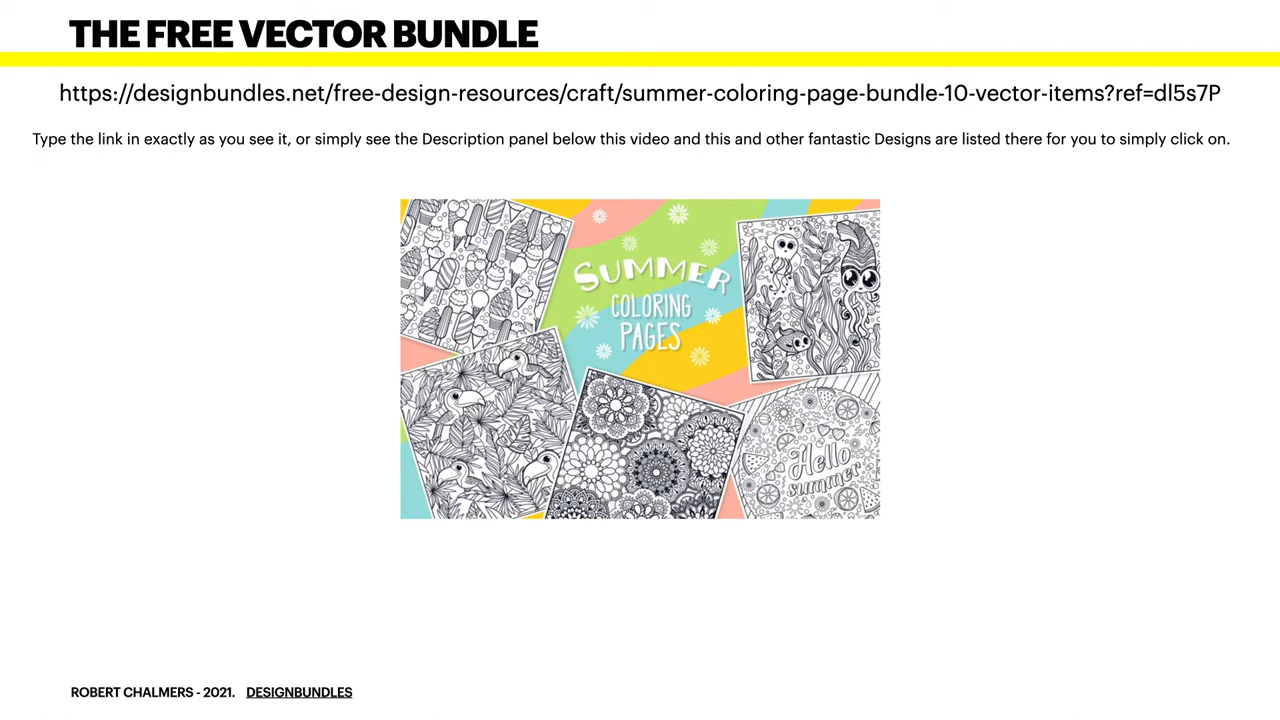 THE FREE VECTOR BUNDLE
https://designbundles.net/free-design-resources/craft/summer-coloring-page-bundle-10-vector-items?ref=dl5s7P
Type the link in exactly as you see it, or simply see the Description panel below this video and this and other fantastic Designs are listed there for you to simply click on.
SUMMER
COLORING
PAGES
Hello
summer
ROBERT CHALMERS - 2021. DESIGNBUNDLES